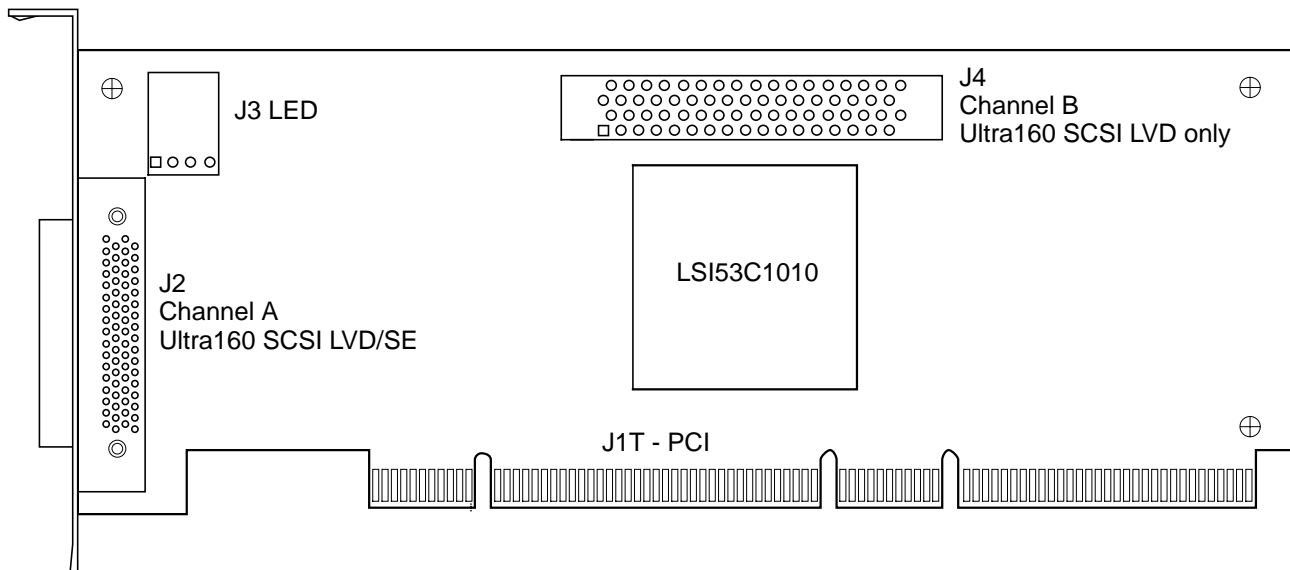 J3 LED
J4
Channel B
Ultra160 SCSI LVD only
LSI53C1010
J2
Channel A
Ultra160 SCSI LVD/SE
J1T - PCI